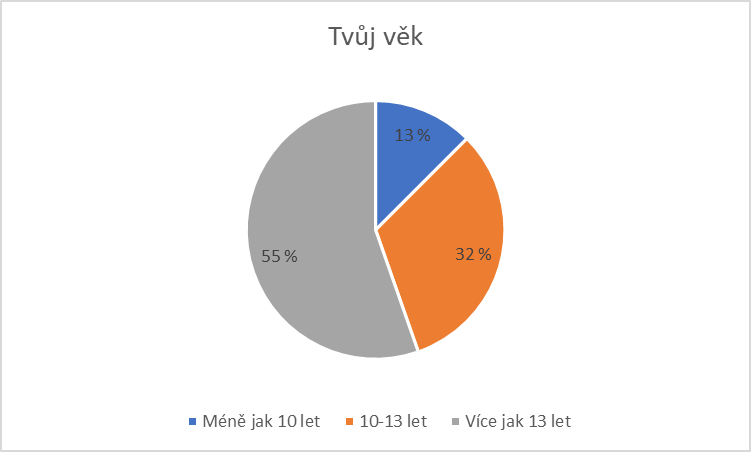 Tvůj věk
13 %
32 %
55 %
Méně jak 10 let 10-13 let Více jak 13 let